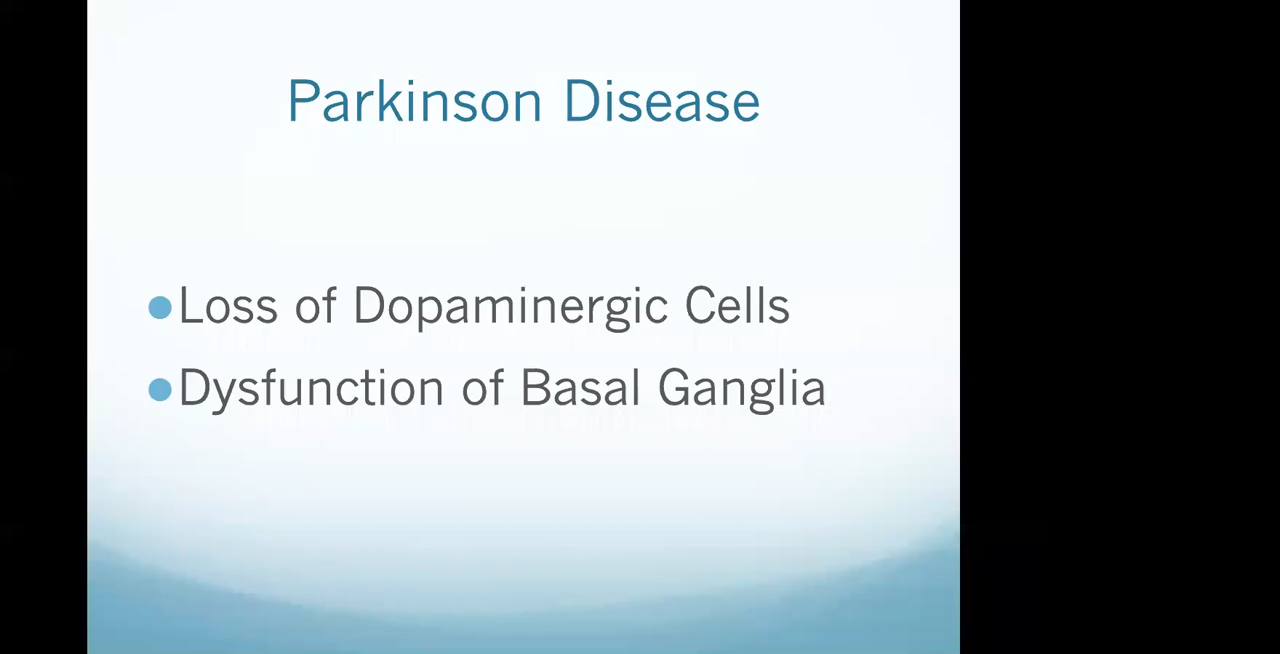 Parkinson Disease
●Loss of Dopaminergic Cells
●Dysfunction of Basal Ganglia